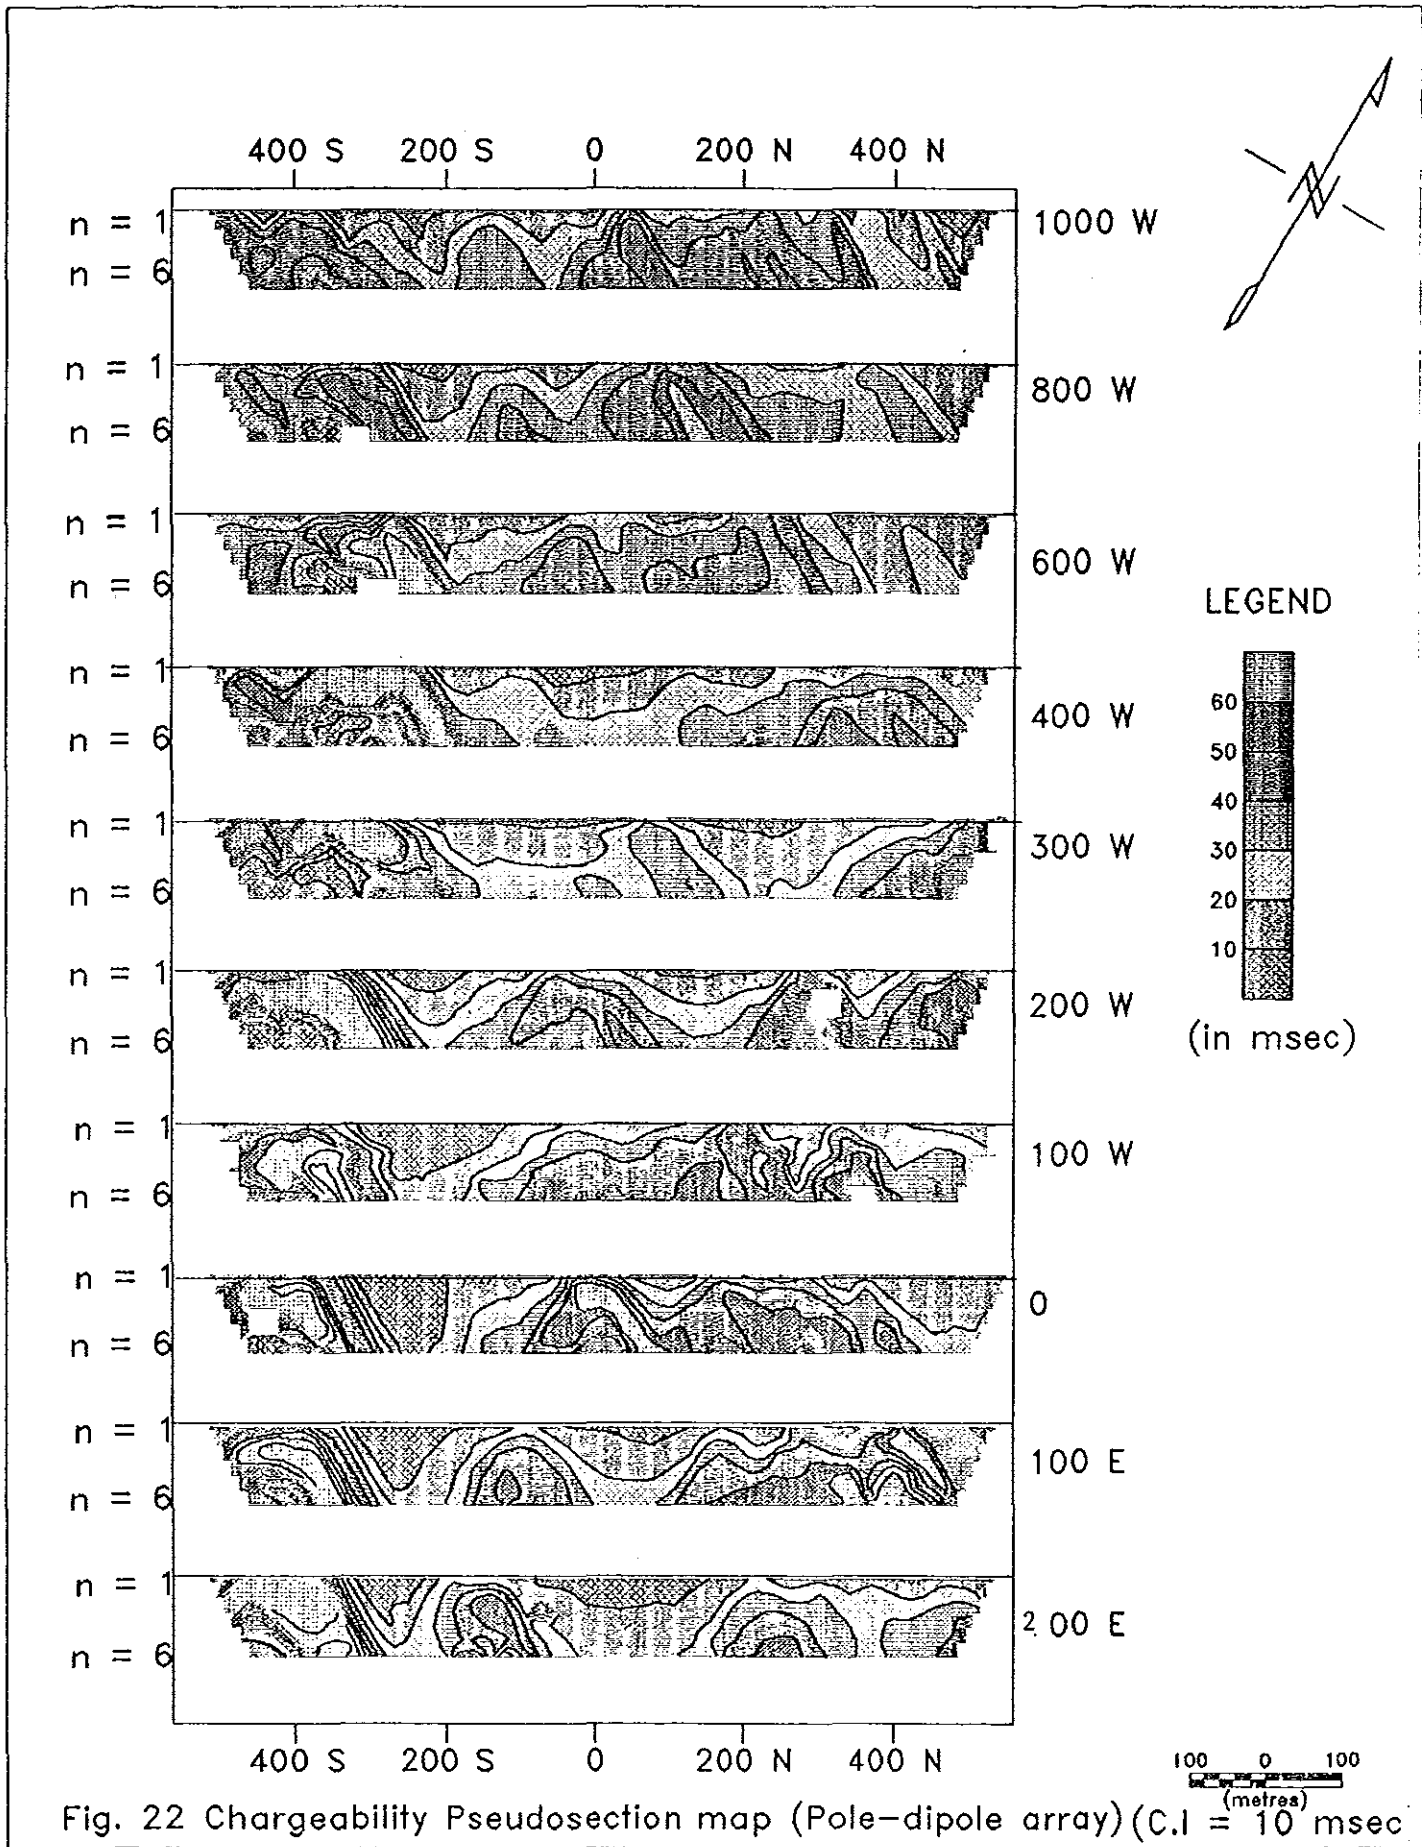 400 S 200 S 0 200 N 400 N
N
n = 1 1000 W
n = 6
n = 1 800 W
n = 6
n = 1 600 W
n = 6
LEGEND
n = 1 400 W
n = 6
60
50
40
30
20
10
(in msec)
n = 1 300 W
n = 6
n = 1 200 W
n = 6
n = 1 100 W
n = 6
n = 1 0
n = 6
n = 1 100 E
n = 6
n = 1 200 E
n = 6
400 S 200 S 0 200 N 400 N
100 0 100
(metres)
Fig. 22 Chargeability Pseudosection map (Pole-dipole array) (C.I = 10 msec